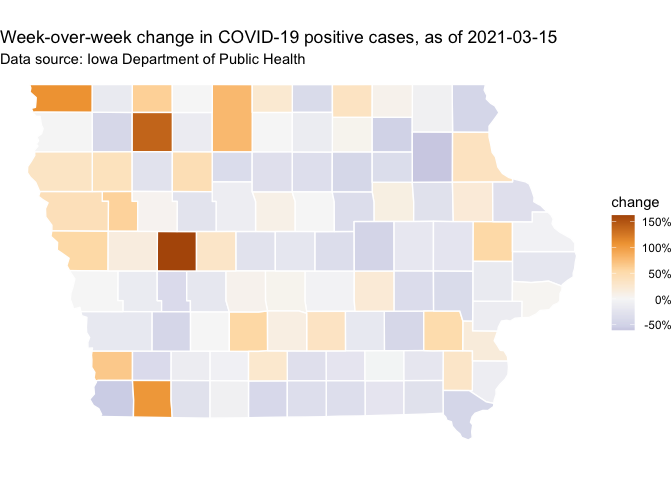 Week-over-week change in COVID-19 positive cases, as of 2021-03-15
Data source: Iowa Department of Public Health
change
150%
100%
50%
0%
-50%